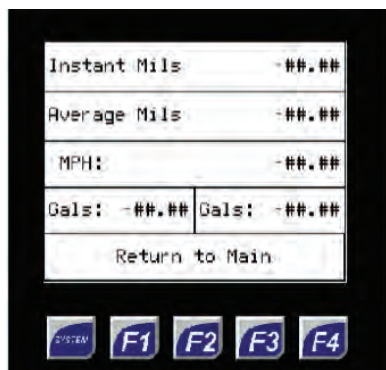 Instant Mils -##.##
Average Mils -##.##
MPH: -##.##
Gals: -##.## Gals: -##.##
Return to Main
SYSTEM F1 F2 F3 F4